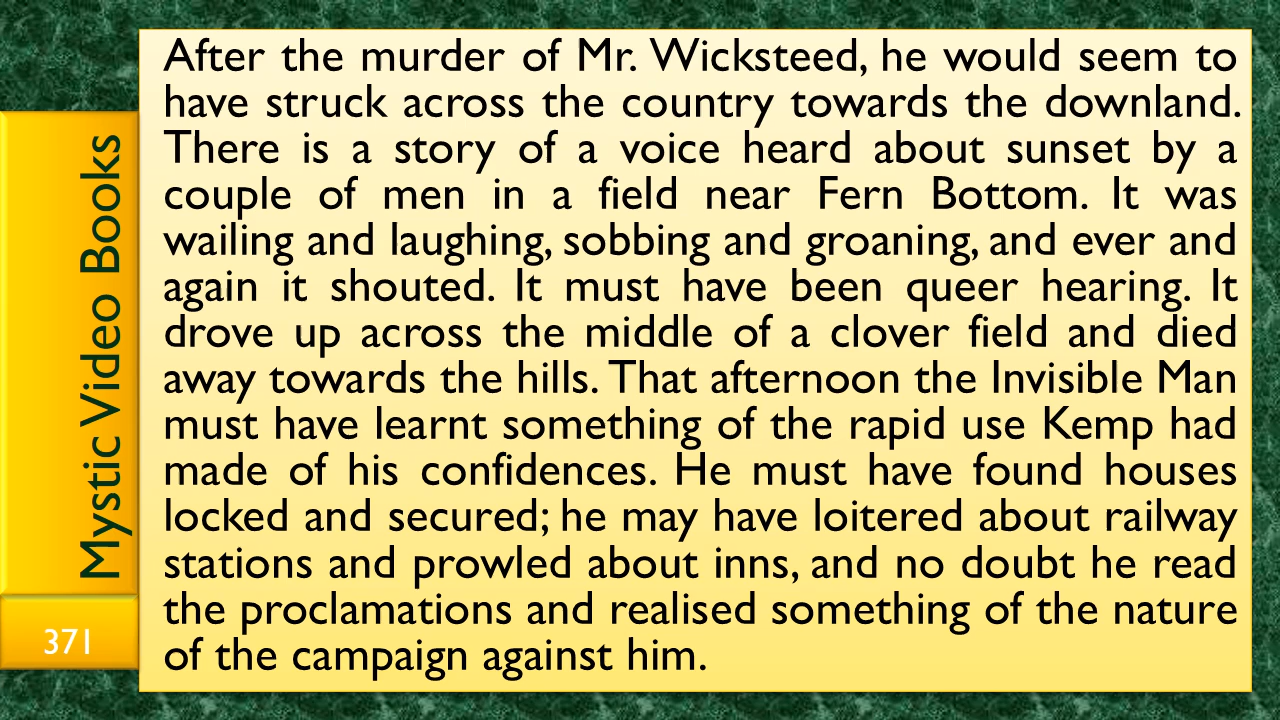 After the murder of Mr. Wicksteed, he would seem to
have struck across the country towards the downland.
There is a story of a voice heard about sunset by a
couple of men in a field near Fern Bottom. It was
wailing and laughing, sobbing and groaning, and ever and
again it shouted. It must have been queer hearing. It
drove up across the middle of a clover field and died
away towards the hills. That afternoon the Invisible Man
must have learnt something of the rapid use Kemp had
made of his confidences. He must have found houses
locked and secured; he may have loitered about railway
stations and prowled about inns, and no doubt he read
the proclamations and realised something of the nature
of the campaign against him.
Mystic Video Books
371